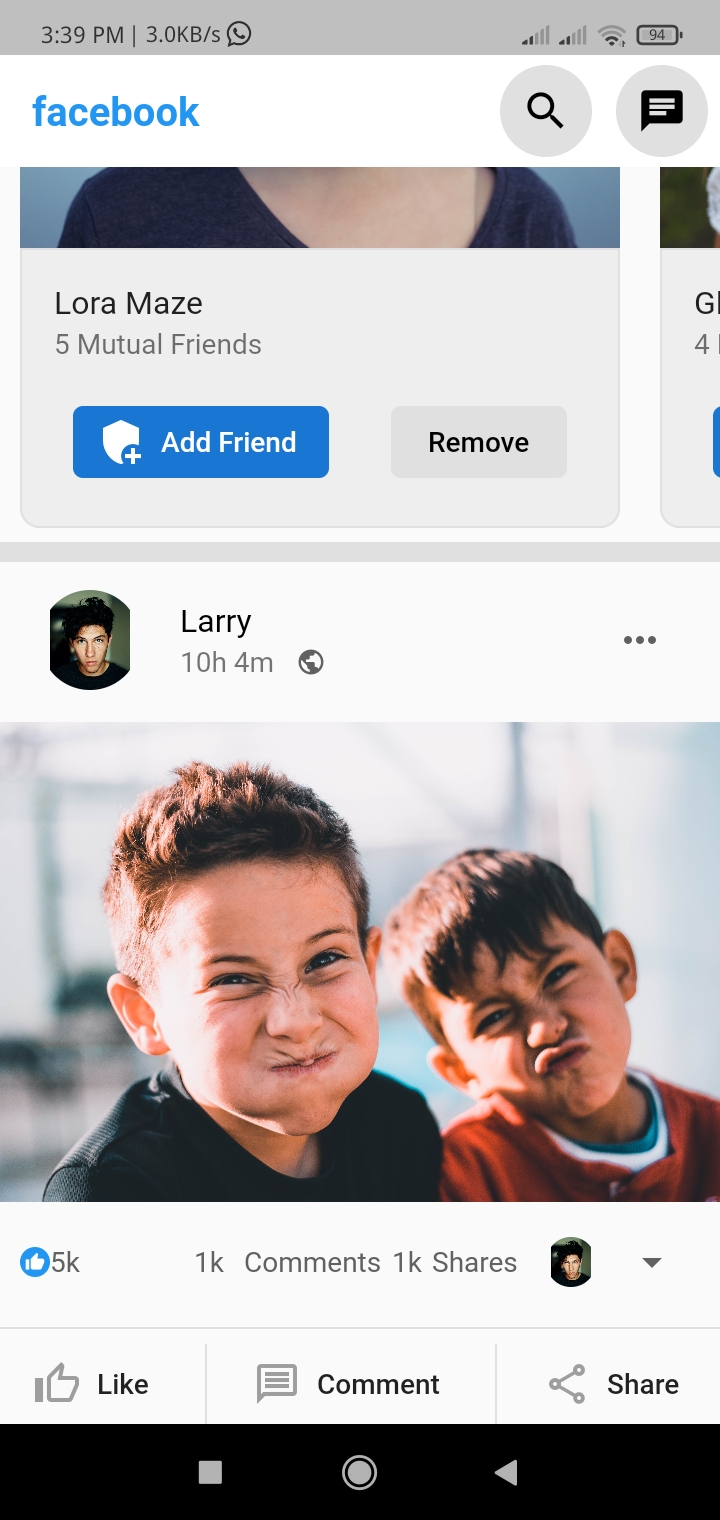 3:39 PM | 3.0KB/s
94
facebook
Lora Maze
5 Mutual Friends
Add Friend
Remove
4
Larry
10h 4m
5k
1k Comments 1k Shares
Like
Comment
Share